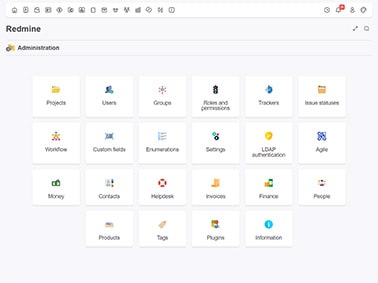 Redmine
Administration
Projects
Users
Groups
Roles and
permissions
Trackers
Issue statuses
Workflow
Custom fields
Enumerations
Settings
LDAP
authentication
Agile
Money
Contacts
Helpdesk
Invoices
Finance
People
Products
Tags
Plugins
Information